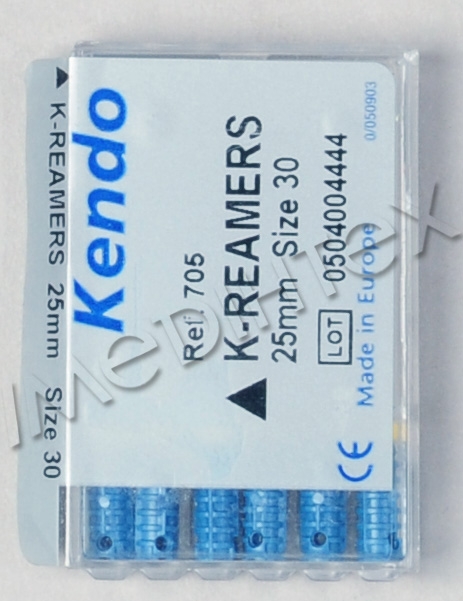 ▲ K-REAMERS 25mm Size 30
Kendo
Ref. 705
▲ K-REAMERS
25mm Size 30
LOT 0504004444
CE Made in Europe
0/050903
iMEDiHTex